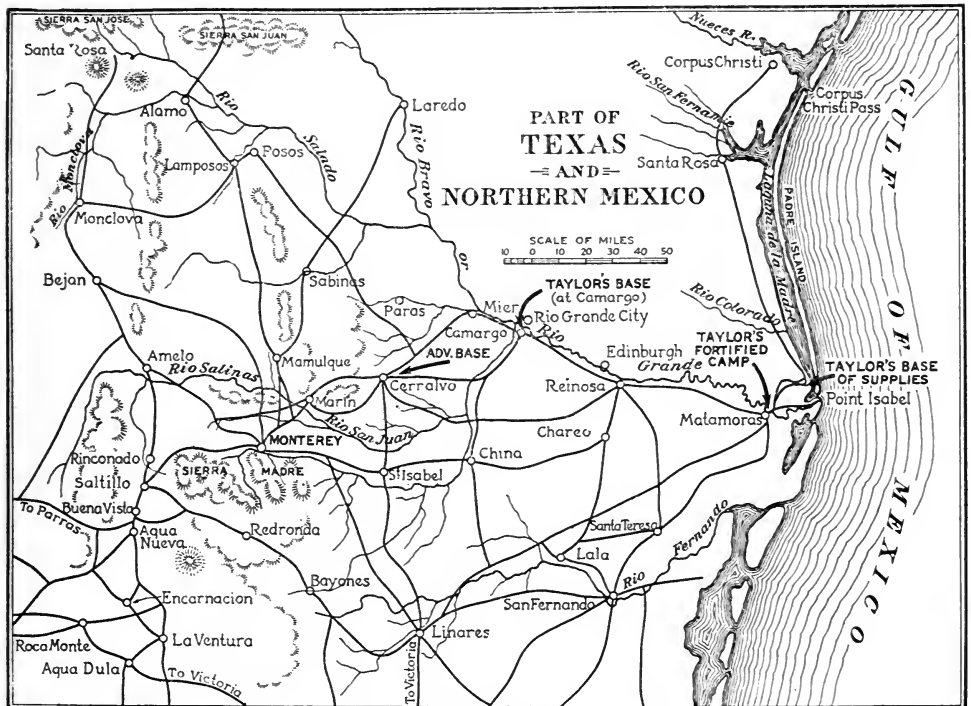 SIERRA SAN JOSE
SIERRA SAN JUAN
Santa Rosa
Nueces R.
Corpus Christi
Corpus
Christi Pass
Rio San Fernamie
Santa Rosa
Alamo
Rio
Salado
Laredo
Rio Bravo
or
Lamposos
Posos
Rio Monclova
Monclova
PART OF
TEXAS
AND
NORTHERN MEXICO
SCALE OF MILES
10 0 10 20 30 40 50
Laguna de la Madre
PADRE ISLAND
GULF OF MEXICO
Bejan
Sabinas
Paras
Mier
TAYLOR'S BASE
(at Camargo)
Rio Grande City
Camargo
Rio
Grande
Rio Colorado
Edinburgh
TAYLOR'S
FORTIFIED
CAMP
TAYLOR'S BASE
OF SUPPLIES
Point Isabel
Amelo
Rio Salinas
Mamulque
ADV. BASE
Cerralvo
Reinosa
Matamoras
Marin
Rio San Juan
MONTEREY
Chareo
Rinconodo
SIERRA MADRE
St Isabel
China
Saltillo
Buena Vista
To Parras
Aqua
Nueva
Redronda
Santa Teresa
Fernando
Lala
Rio
Bayones
San Fernando
Encarnacion
Roca Monte
La Ventura
Linares
Aqua Dula
To Victoria
To Victoria